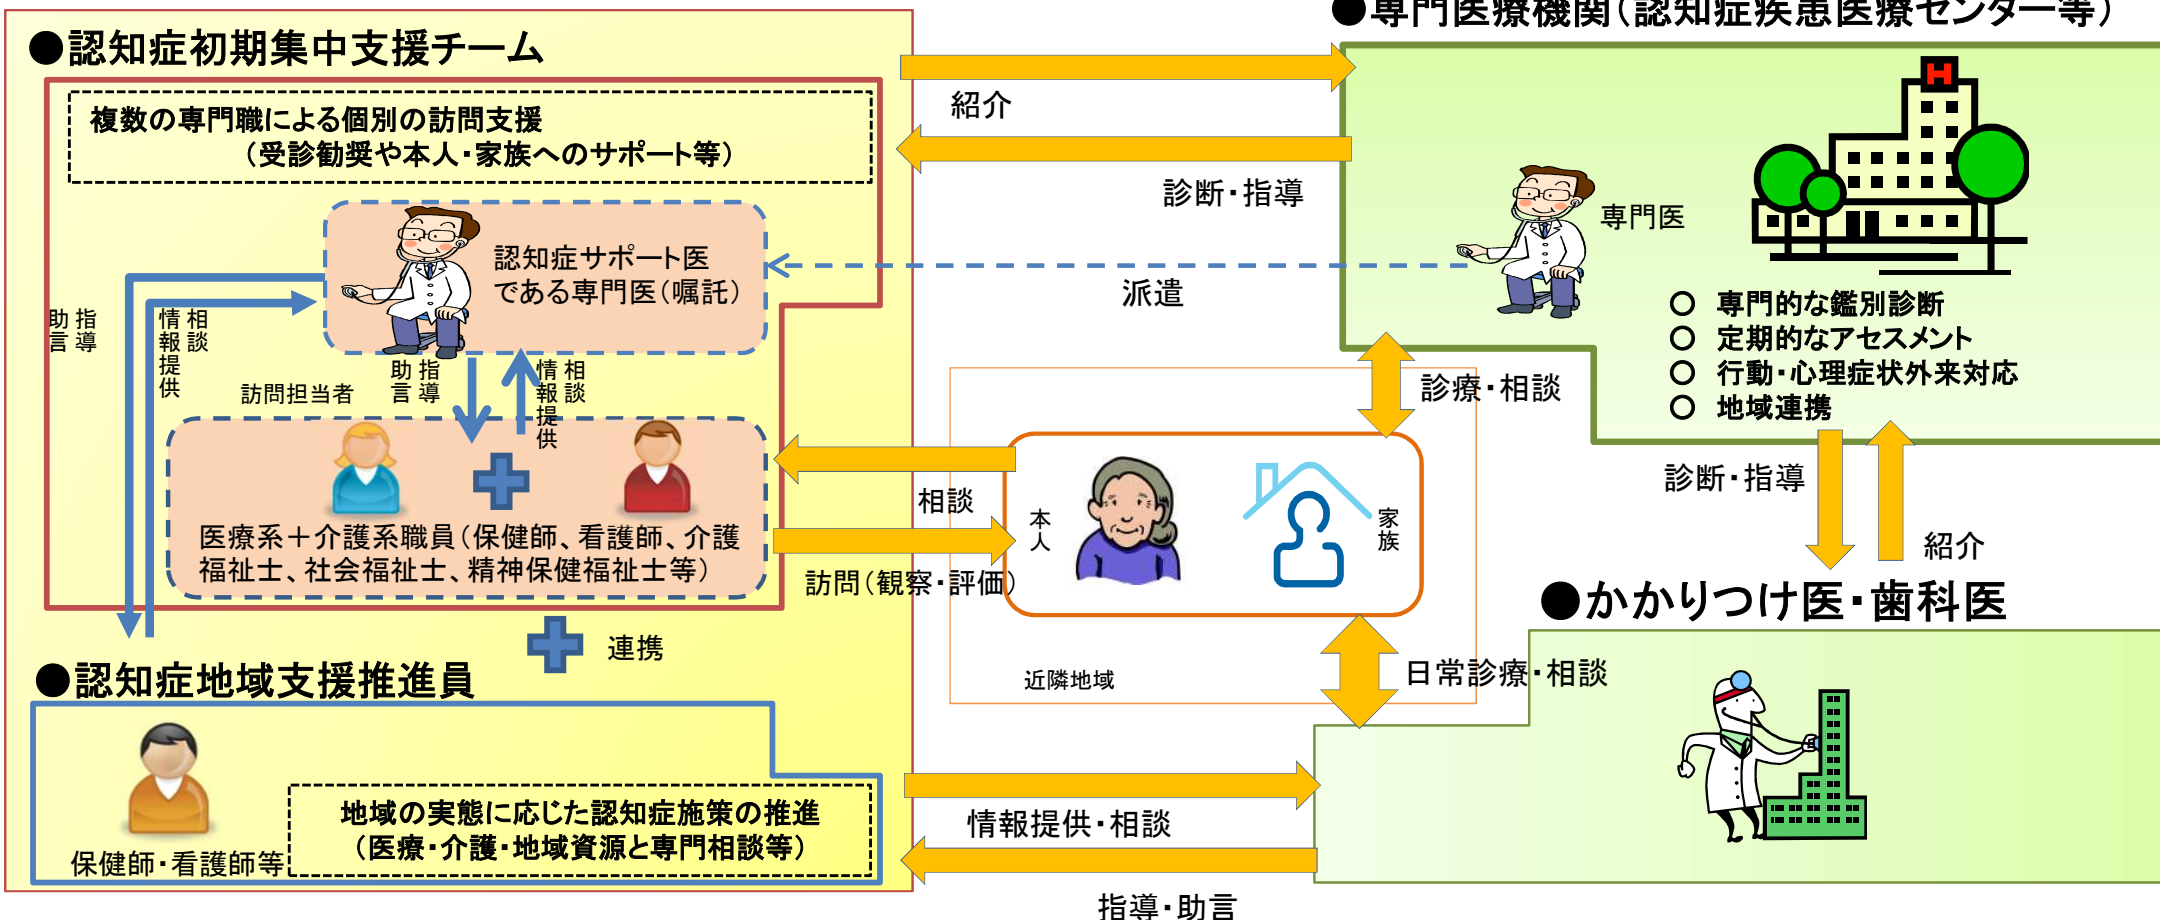 ●専門医療機関(認知症疾患医療センター等)
●認知症初期集中支援チーム
複数の専門職による個別の訪問支援
(受診勧奨や本人・家族へのサポート等)
紹介
診断・指導
専門医
認知症サポート医
である専門医(嘱託)
派遣
○ 専門的な鑑別診断
○ 定期的なアセスメント
○ 行動・心理症状外来対応
○ 地域連携
指導
助言
相談
情報提供
訪問担当者
指導
助言
相談
情報提供
診療・相談
医療系+介護系職員(保健師、看護師、介護
福祉士、社会福祉士、精神保健福祉士等)
相談
訪問(観察・評価)
本人
家族
診断・指導
紹介
近隣地域
連携
●かかりつけ医・歯科医
日常診療・相談
●認知症地域支援推進員
保健師・看護師等
地域の実態に応じた認知症施策の推進
(医療・介護・地域資源と専門相談等)
情報提供・相談
指導・助言